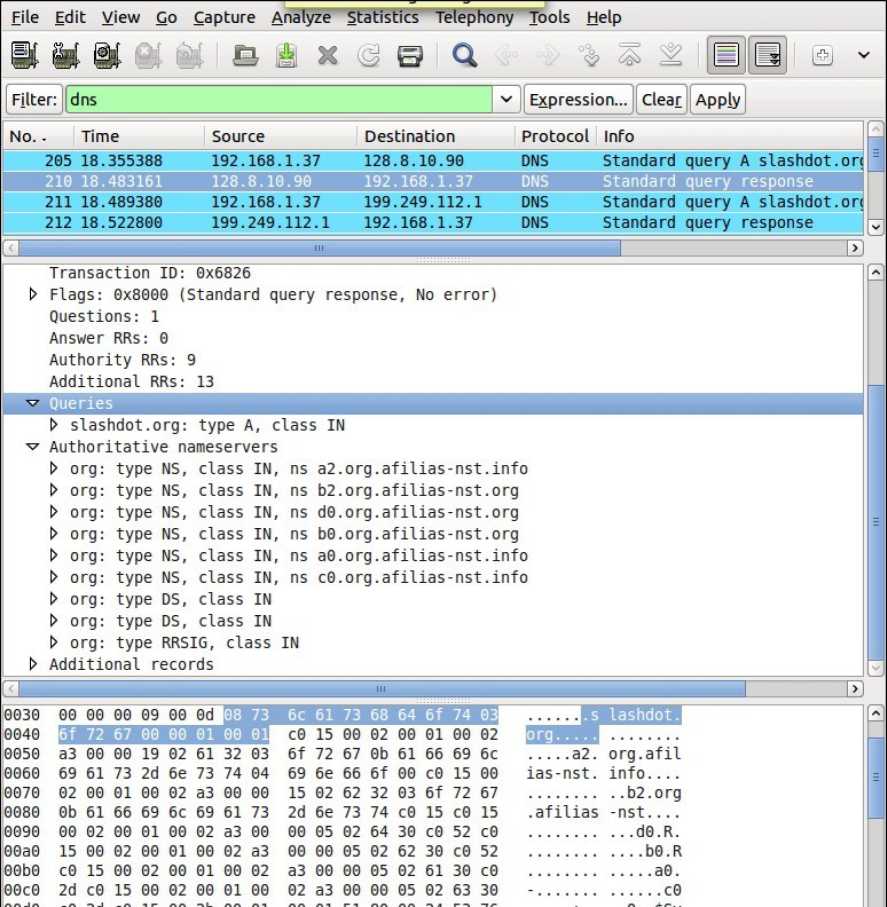 File Edit View Go Capture Analyze Statistics Telephony Tools Help
Filter: dns Expression... Clear Apply
No. . Time Source Destination Protocol Info
205 18.355388 192.168.1.37 128.8.10.90 DNS Standard query A slashdot.org
210 18.483161 128.8.10.90 192.168.1.37 DNS Standard query response
211 18.489380 192.168.1.37 199.249.112.1 DNS Standard query A slashdot.org
212 18.522800 199.249.112.1 192.168.1.37 DNS Standard query response
Transaction ID: 0x6826
Flags: 0x8000 (Standard query response, No error)
Questions: 1
Answer RRs: 0
Authority RRs: 9
Additional RRs: 13
Queries
slashdot.org: type A, class IN
Authoritative nameservers
org: type NS, class IN, ns a2.org.afilias-nst.info
org: type NS, class IN, ns b2.org.afilias-nst.org
org: type NS, class IN, ns d0.org.afilias-nst.org
org: type NS, class IN, ns b0.org.afilias-nst.org
org: type NS, class IN, ns a0.org.afilias-nst.info
org: type NS, class IN, ns c0.org.afilias-nst.info
org: type DS, class IN
org: type DS, class IN
org: type RRSIG, class IN
Additional records
0030 00 00 00 09 00 0d 08 73 6c 61 73 68 64 6f 74 03 .......s lashdot.
0040 6f 72 67 00 00 01 00 01 c0 15 00 02 00 01 00 02 org..... ........
0050 a3 00 00 19 02 61 32 03 6f 72 67 0b 61 66 69 6c .....a2. org.afil
0060 69 61 73 2d 6e 73 74 04 69 6e 66 6f 00 c0 15 00 ias-nst. info....
0070 02 00 01 00 02 a3 00 00 15 02 62 32 03 6f 72 67 ........ ..b2.org
0080 0b 61 66 69 6c 69 61 73 2d 6e 73 74 c0 15 c0 15 .afilias -nst....
0090 00 02 00 01 00 02 a3 00 00 05 02 64 30 c0 52 c0 ........ ...d0.R.
00a0 15 00 02 00 01 00 02 a3 00 00 05 02 62 30 c0 52 ........ ....b0.R
00b0 c0 15 00 02 00 01 00 02 a3 00 00 05 02 61 30 c0 ........ .....a0.
00c0 2d c0 15 00 02 00 01 00 02 a3 00 00 05 02 63 30 -....... ......c0